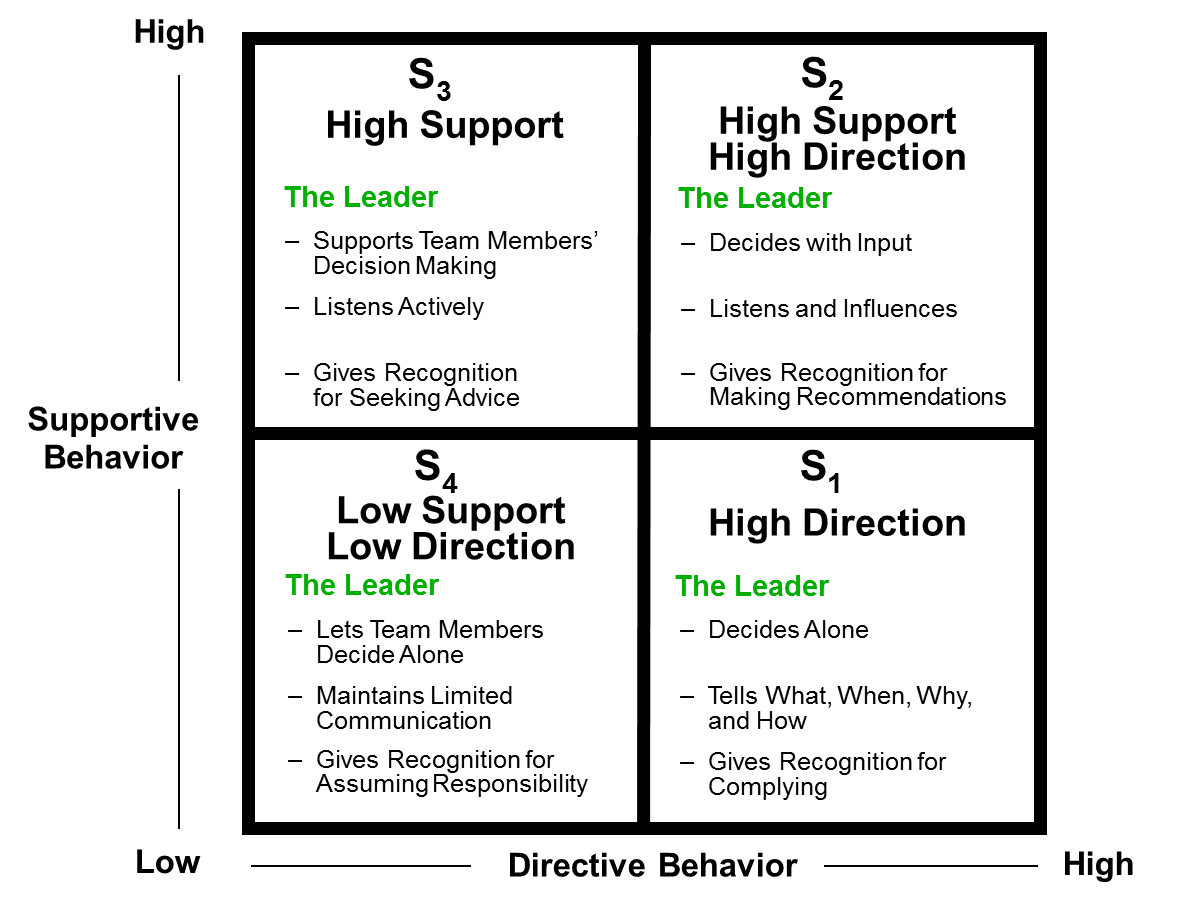 High
S3
High Support
The Leader
– Supports Team Members’
Decision Making
– Listens Actively
– Gives Recognition
for Seeking Advice
S2
High Support
High Direction
The Leader
– Decides with Input
– Listens and Influences
– Gives Recognition for
Making Recommendations
Supportive
Behavior
S4
Low Support
Low Direction
The Leader
– Lets Team Members
Decide Alone
– Maintains Limited
Communication
– Gives Recognition for
Assuming Responsibility
S1
High Direction
The Leader
– Decides Alone
– Tells What, When, Why,
and How
– Gives Recognition for
Complying
Low
Directive Behavior
High